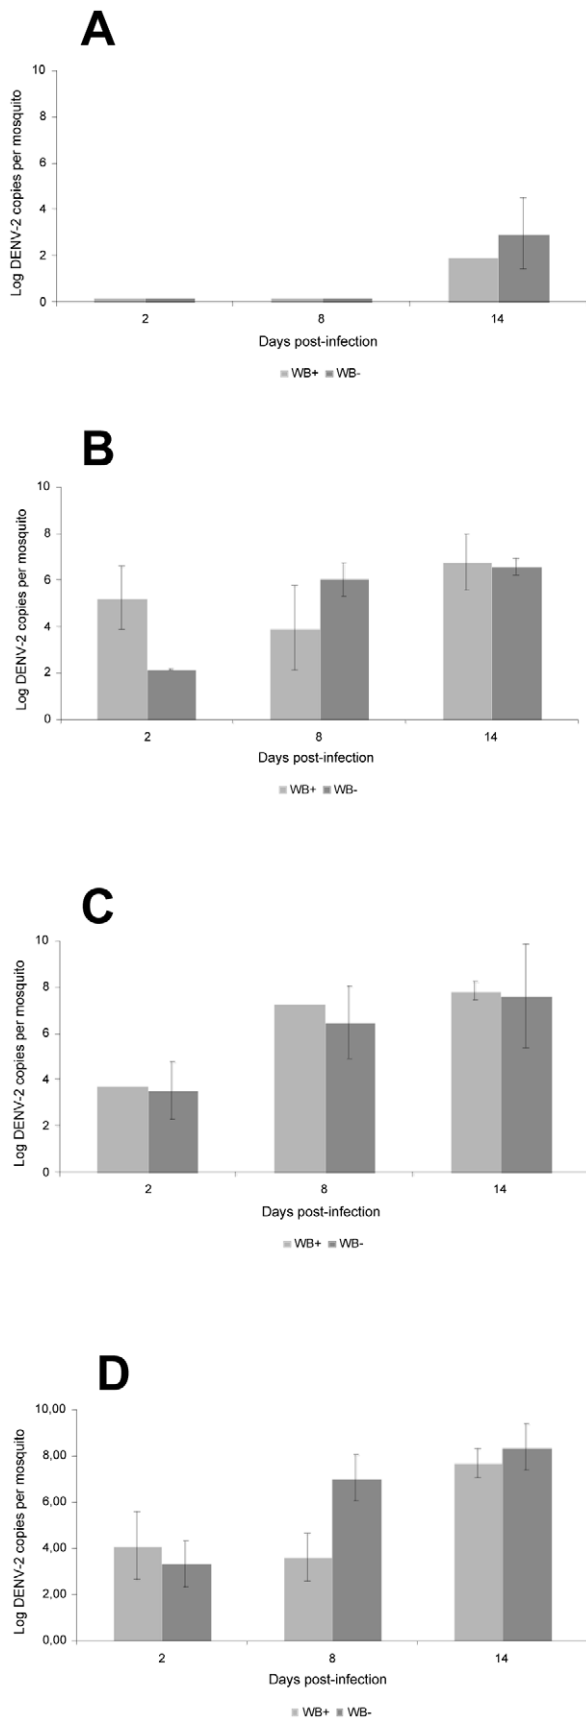 A
10
8
6
4
2
0
Log DENV-2 copies per mosquito
2 8 14
Days post-infection
WB+ WB-
B
10
8
6
4
2
0
Log DENV-2 copies per mosquito
2 8 14
Days post-infection
WB+ WB-
C
10
8
6
4
2
0
Log DENV-2 copies per mosquito
2 8 14
Days post-infection
WB+ WB-
D
10,00
8,00
6,00
4,00
2,00
0,00
Log DENV-2 copies per mosquito
2 8 14
Days post-infection
WB+ WB-